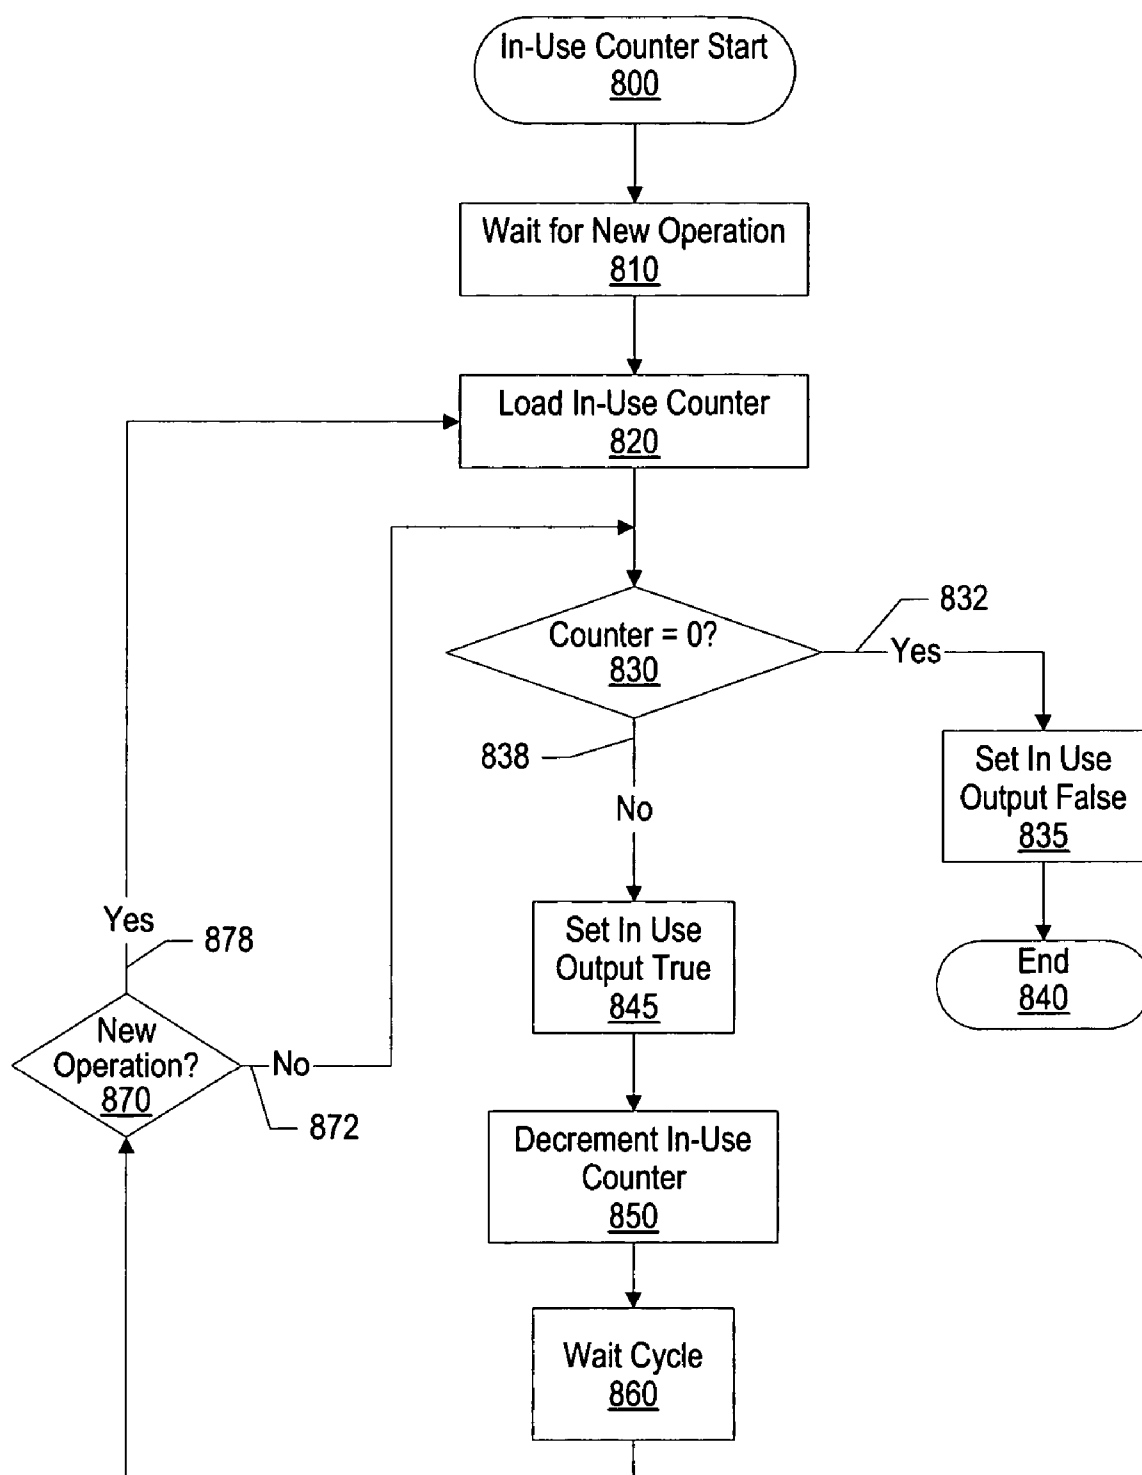 In-Use Counter Start
800
Wait for New Operation
810
Load In-Use Counter
820
Counter = 0?
830
832
Yes
838
No
Set In Use
Output False
835
End
840
Set In Use
Output True
845
Yes
878
New
Operation?
870
No
872
Decrement In-Use
Counter
850
Wait Cycle
860